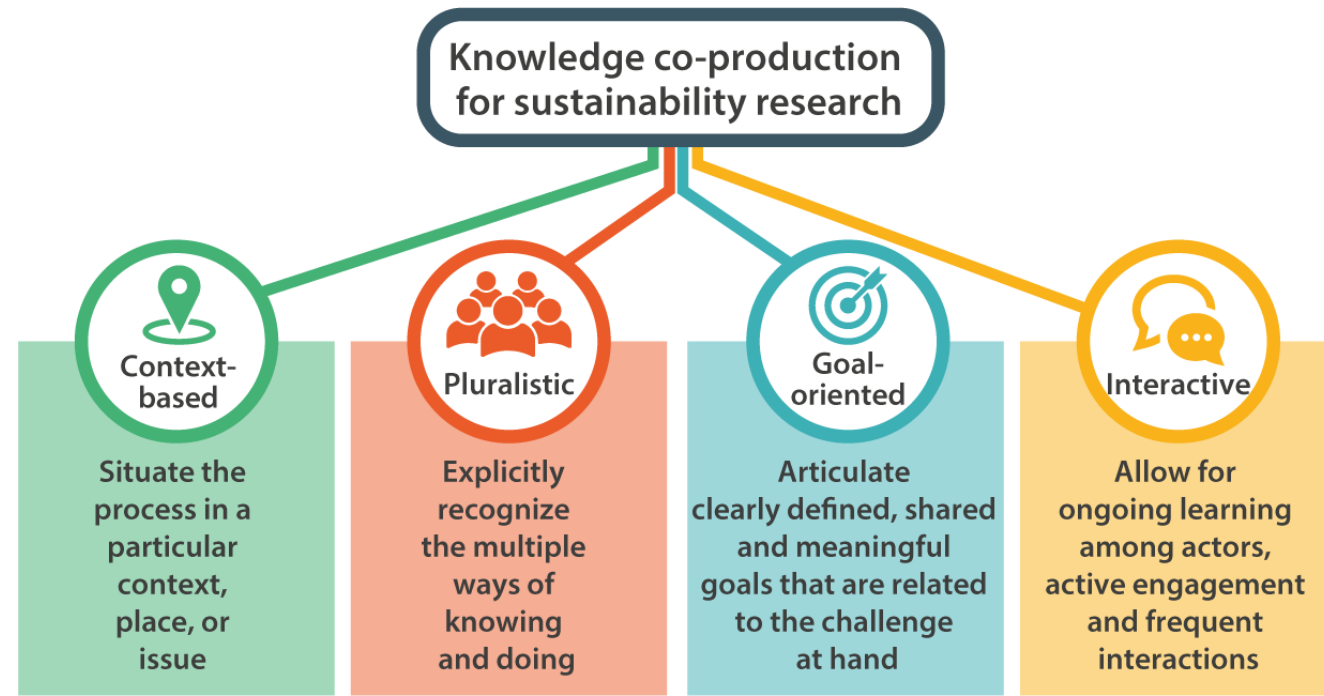 Knowledge co-production
for sustainability research
Context-
based
Situate the
process in a
particular
context,
place, or
issue
Pluralistic
Explicitly
recognize
the multiple
ways of
knowing
and doing
Goal-
oriented
Articulate
clearly defined, shared
and meaningful
goals that are related
to the challenge
at hand
Interactive
Allow for
ongoing learning
among actors,
active engagement
and frequent
interactions